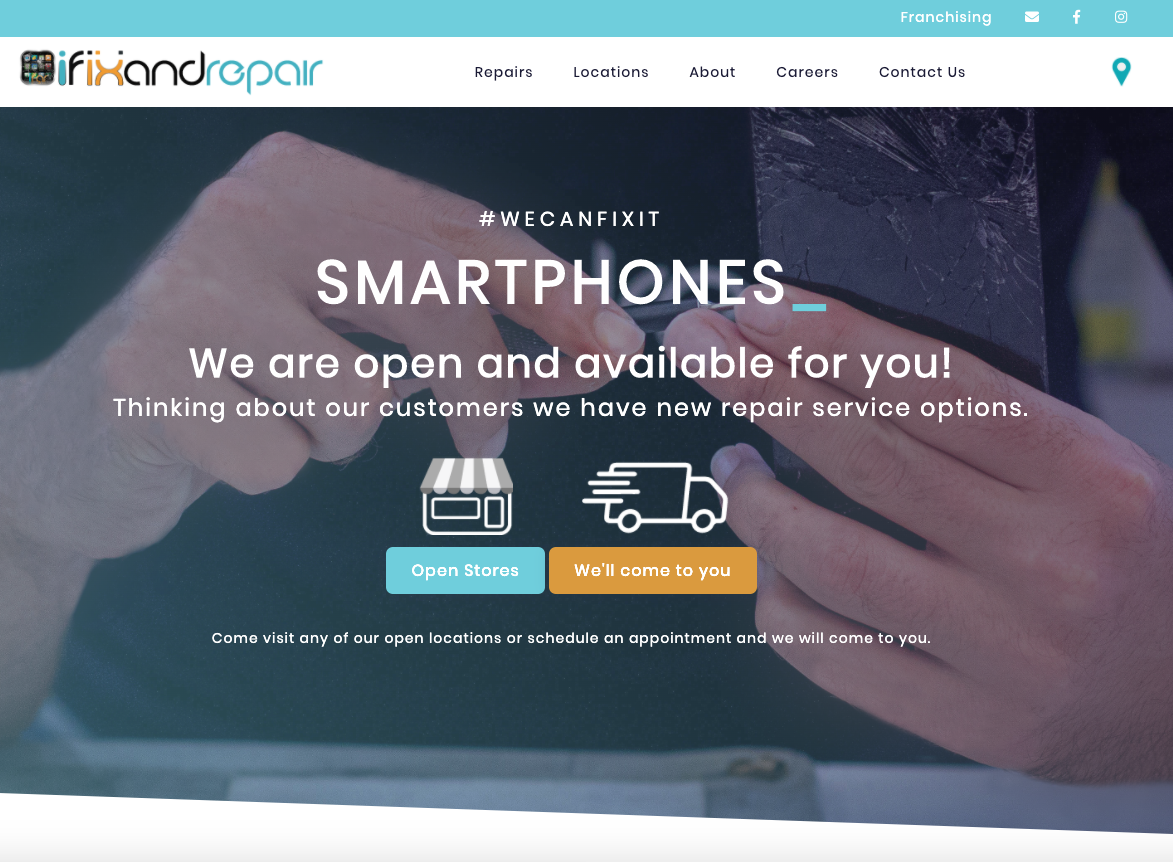 Franchising
ifixandrepair
Repairs Locations About Careers Contact Us
#WECANFIXIT
SMARTPHONES_
We are open and available for you!
Thinking about our customers we have new repair service options.
Open Stores We'll come to you
Come visit any of our open locations or schedule an appointment and we will come to you.